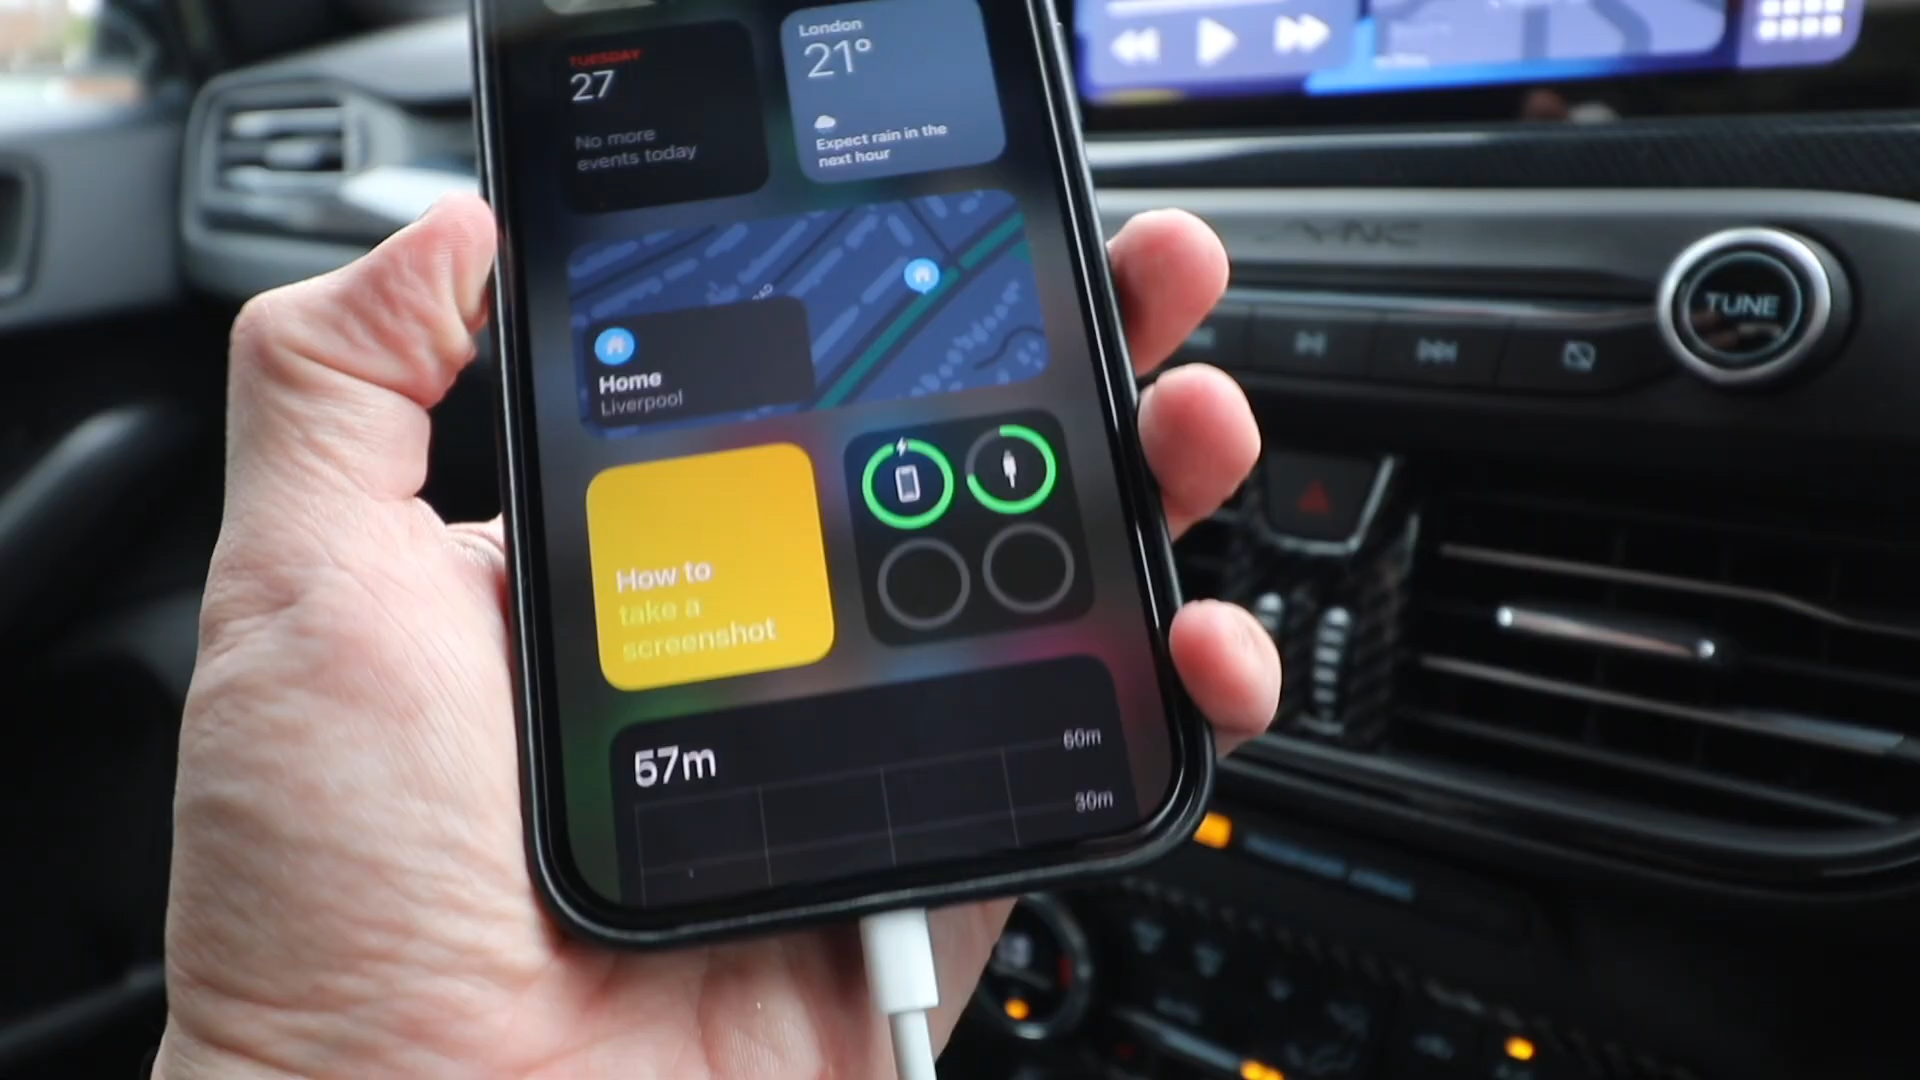 TUESDAY
27
No more
events today
London
21°
Expect rain in the
next hour
Home
Liverpool
How to
take a
screenshot
57m
60m
30m
SYNC
TUNE